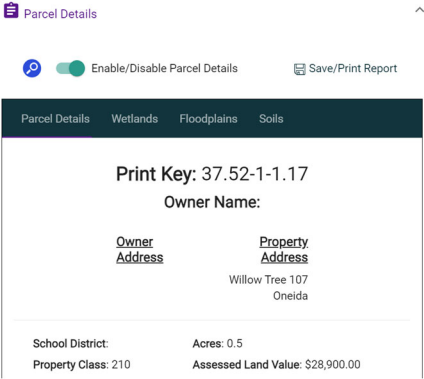 Parcel Details
Enable/Disable Parcel Details Save/Print Report
Parcel Details Wetlands Floodplains Soils
Print Key: 37.52-1-1.17
Owner Name:
Owner Address
Property Address
Willow Tree 107
Oneida
School District: Acres: 0.5
Property Class: 210 Assessed Land Value: $28,900.00